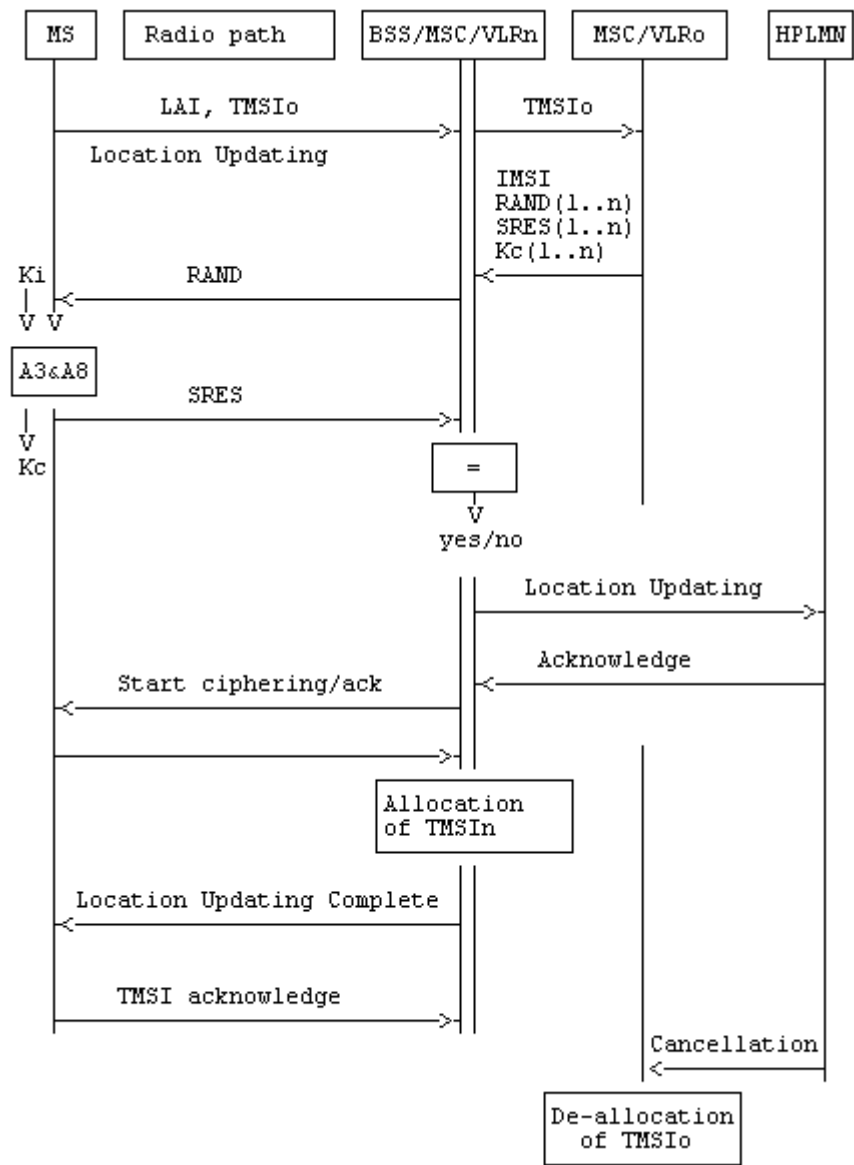 MS
Radio path
BSS/MSC/VLRn
MSC/VLRo
HPLMN
LAI, TMSIo
TMSIo
Location Updating
IMSI
RAND(1..n)
SRES(1..n)
Kc(1..n)
Ki
RAND
V V
A3&A8
SRES
V
Kc
=
V
yes/no
Location Updating
Acknowledge
Start ciphering/ack
Allocation
of TMSIn
Location Updating Complete
TMSI acknowledge
Cancellation
De-allocation
of TMSIo